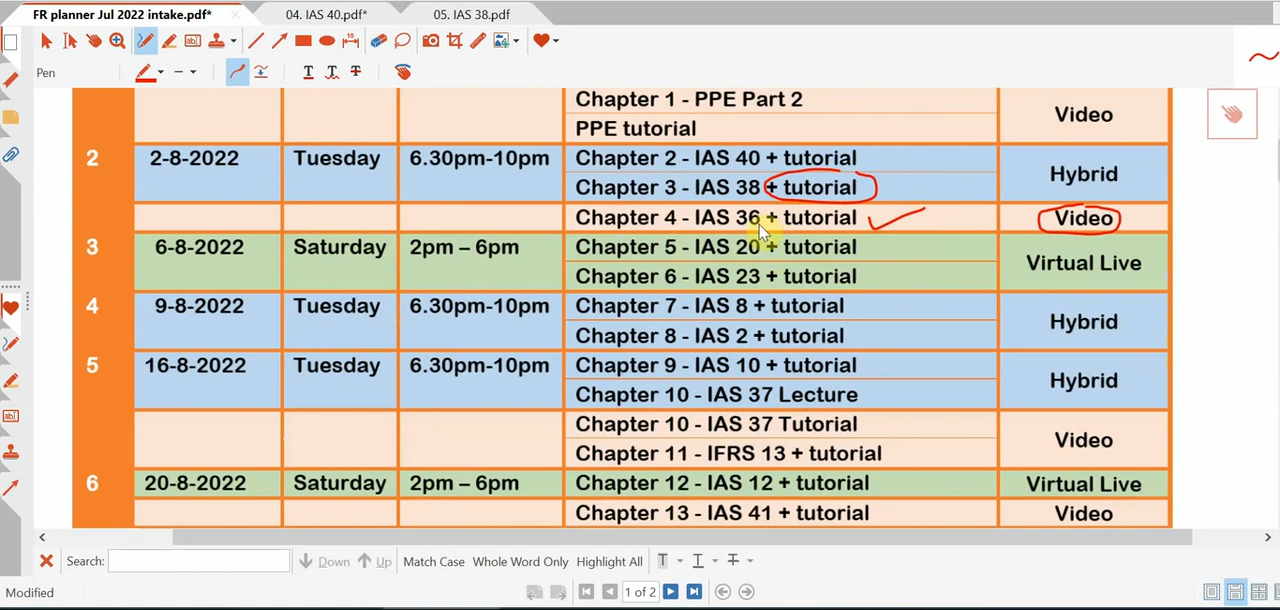 FR planner Jul 2022 intake.pdf*
04. IAS 40.pdf*
05. IAS 38.pdf
Pen
T T T
Chapter 1 - PPE Part 2
Video
PPE tutorial
2 2-8-2022 Tuesday 6.30pm-10pm Chapter 2 - IAS 40 + tutorial
Hybrid
Chapter 3 - IAS 38 + tutorial
Chapter 4 - IAS 36 + tutorial Video
3 6-8-2022 Saturday 2pm – 6pm Chapter 5 - IAS 20 + tutorial
Virtual Live
Chapter 6 - IAS 23 + tutorial
4 9-8-2022 Tuesday 6.30pm-10pm Chapter 7 - IAS 8 + tutorial
Hybrid
Chapter 8 - IAS 2 + tutorial
5 16-8-2022 Tuesday 6.30pm-10pm Chapter 9 - IAS 10 + tutorial
Hybrid
Chapter 10 - IAS 37 Lecture
Chapter 10 - IAS 37 Tutorial
Video
Chapter 11 - IFRS 13 + tutorial
6 20-8-2022 Saturday 2pm – 6pm Chapter 12 - IAS 12 + tutorial Virtual Live
Chapter 13 - IAS 41 + tutorial Video
Search: Down Up Match Case Whole Word Only Highlight All T T T
Modified 1 of 2